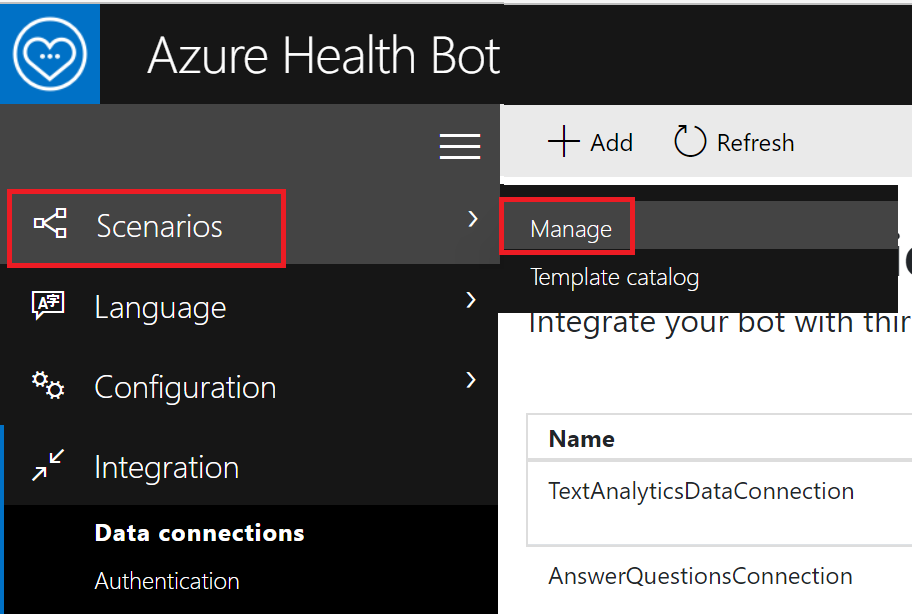 Azure Health Bot
Add
Refresh
Scenarios
Manage
Template catalog
Language
Integrate your bot with
Configuration
Integration
Name
TextAnalyticsDataConnection
Data connections
Authentication
AnswerQuestionsConnection